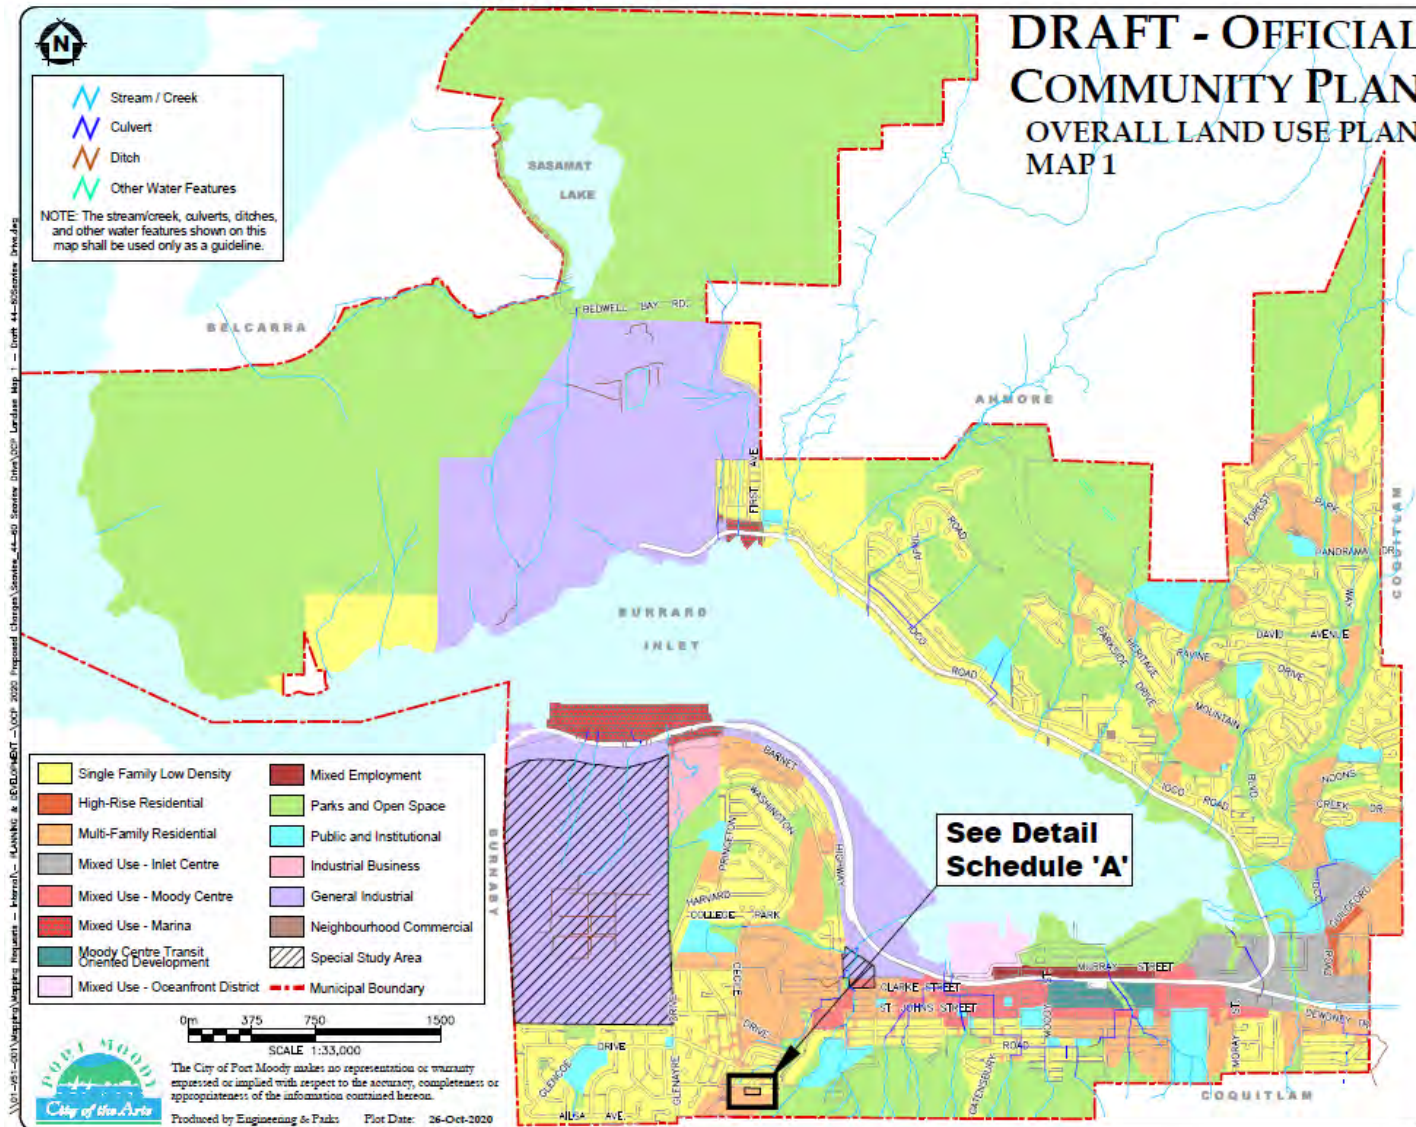 DRAFT - OFFICIAL
COMMUNITY PLAN
OVERALL LAND USE PLAN
MAP 1
N
Stream / Creek
Culvert
Ditch
Other Water Features
NOTE: The stream/creek, culverts, ditches,
and other water features shown on this
map shall be used only as a guideline.
SASAMAT
LAKE
BEDWELL BAY RD.
BELCARRA
ANMORE
COQUITLAM
FIRST AVE
APRIL
ROAD
FOREST
PARK
WAY
PANORAMA DR
BURRARD
INLET
IOCO
ROAD
PARKSIDE
DRIVE
HERITAGE
RAVINE
DAVID AVENUE
DRIVE
MOUNTAIN
BLVD
NOONS
CREEK DR.
IOCO ROAD
BARNET
HIGHWAY
WASHINGTON
PRINCETON
HARVARD
COLLEGE PARK
CECILE
DRIVE
BURNABY
See Detail
Schedule 'A'
IOCO
ROAD
GUILDFORD
MURRAY STREET
CLARKE STREET
ST. JOHNS STREET
MOODY ST.
MORAY ST.
DEWDNEY
ROAD
CATENSBURY
GLENCOE
DRIVE
GLENAYRE
DRIVE
AILSA AVE.
COQUITLAM
Single Family Low Density
High-Rise Residential
Multi-Family Residential
Mixed Use - Inlet Centre
Mixed Use - Moody Centre
Mixed Use - Marina
Moody Centre Transit
Oriented Development
Mixed Use - Oceanfront District
Mixed Employment
Parks and Open Space
Public and Institutional
Industrial Business
General Industrial
Neighbourhood Commercial
Special Study Area
Municipal Boundary
0m 375 750 1500
SCALE 1:33,000
PORT MOODY
City of the Arts
The City of Port Moody makes no representation or warranty
expressed or implied with respect to the accuracy, completeness or
appropriateness of the information contained hereon.
Produced by Engineering & Parks Plot Date: 26-Oct-2020